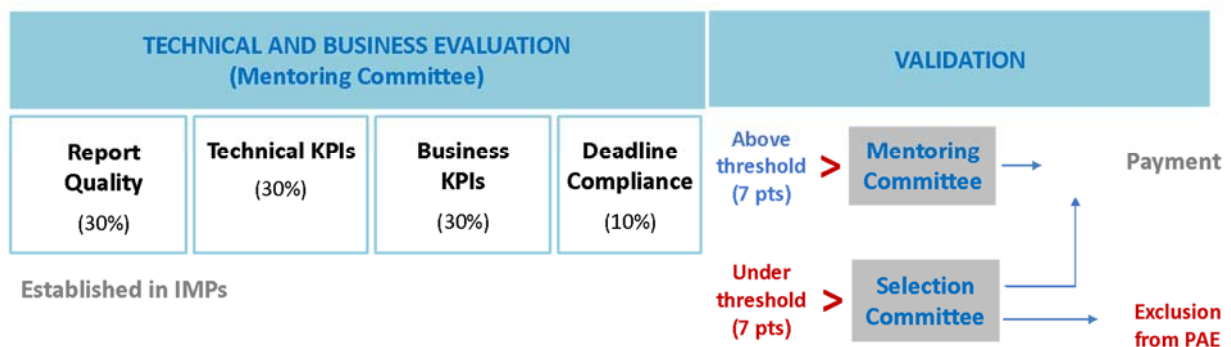 TECHNICAL AND BUSINESS EVALUATION
(Mentoring Committee)
VALIDATION
Report
Quality
(30%)
Technical KPIs
(30%)
Business
KPIs
(30%)
Deadline
Compliance
(10%)
Established in IMPs
Above
threshold
(7 pts)
>
Mentoring
Committee
Payment
Under
threshold
(7 pts)
>
Selection
Committee
Exclusion
from PAE